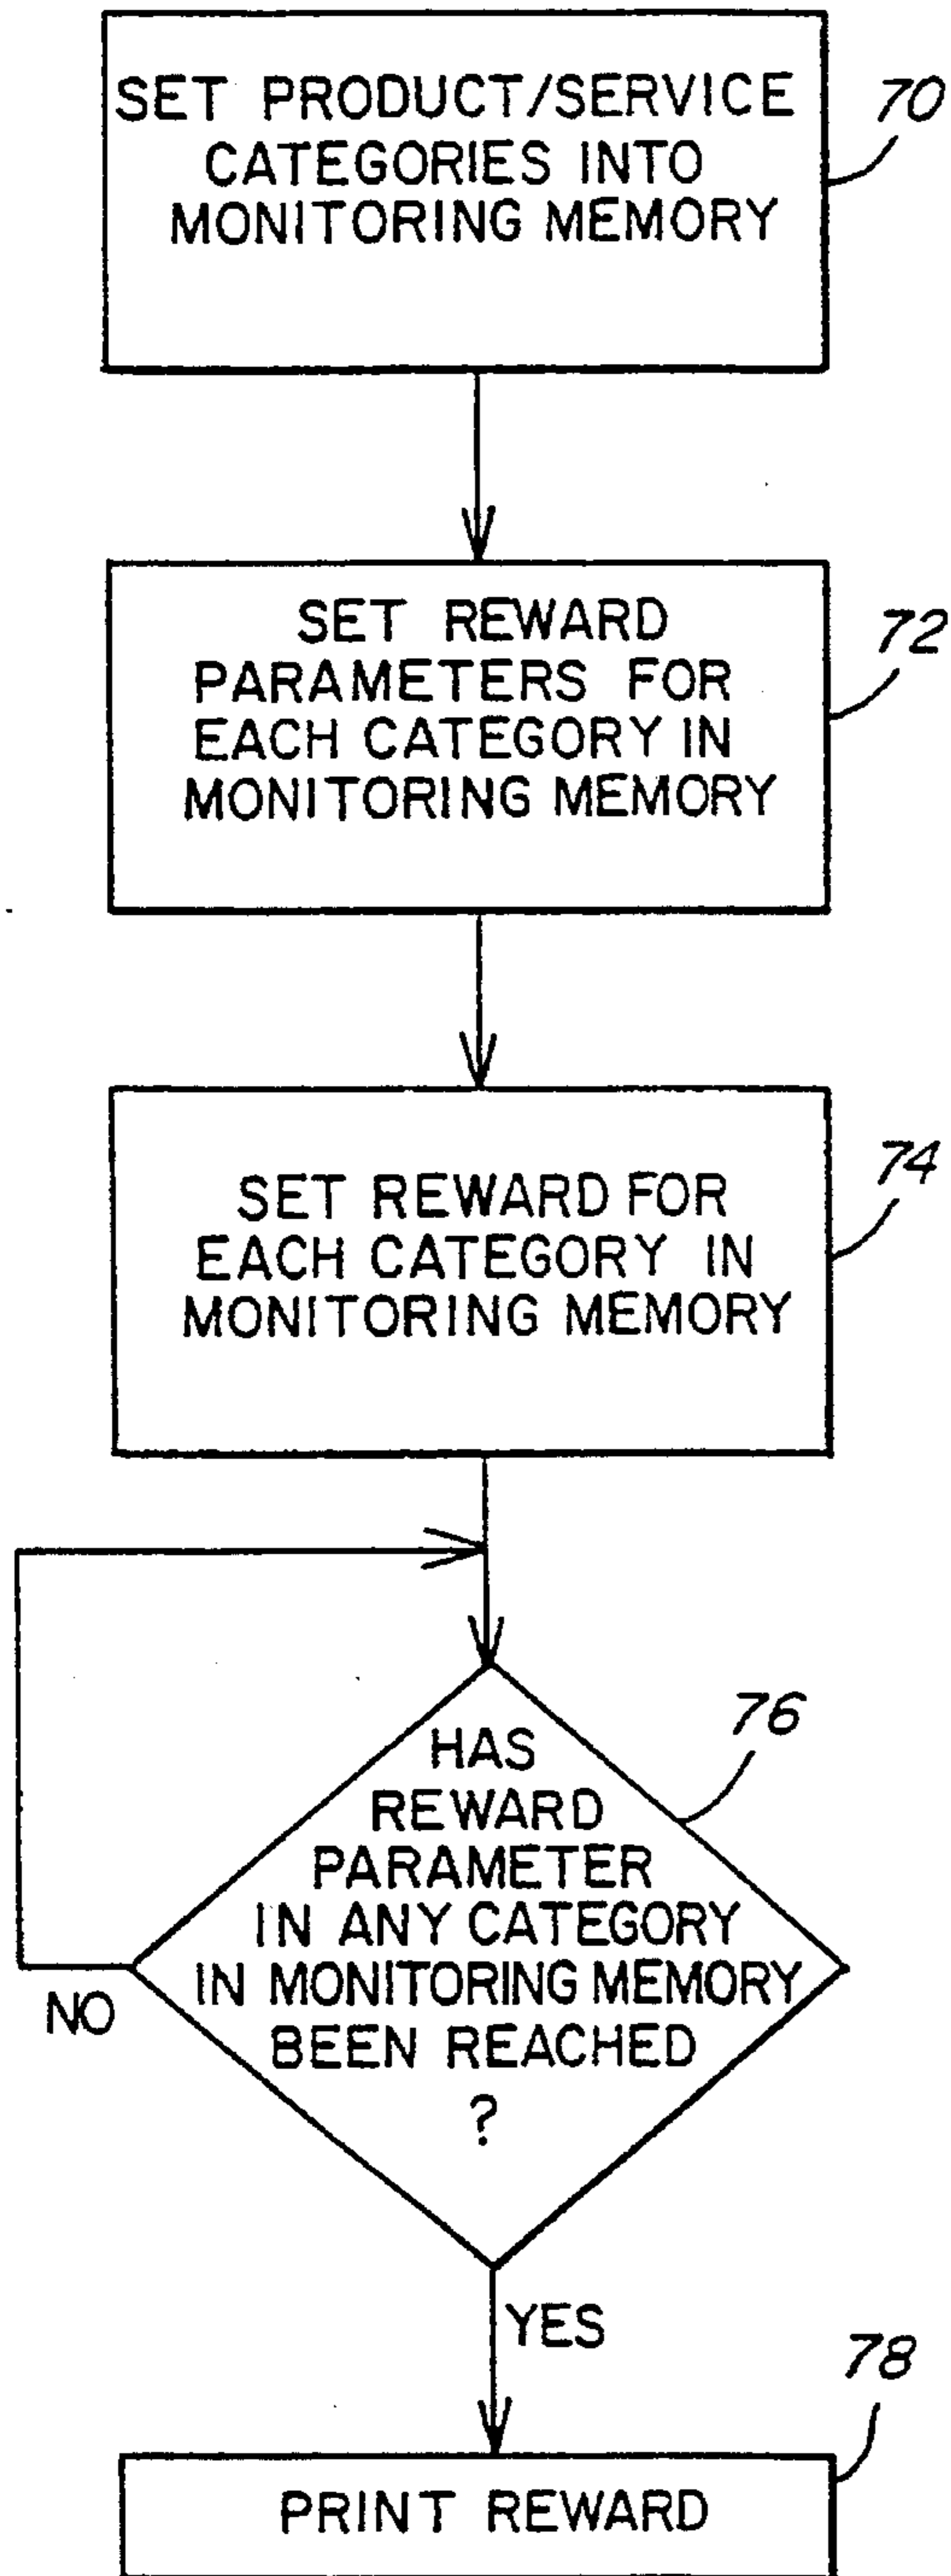 SET PRODUCT/SERVICE
CATEGORIES INTO
MONITORING MEMORY
70
SET REWARD
PARAMETERS FOR
EACH CATEGORY IN
MONITORING MEMORY
72
SET REWARD FOR
EACH CATEGORY IN
MONITORING MEMORY
74
HAS
REWARD
PARAMETER
IN ANY CATEGORY
IN MONITORING MEMORY
BEEN REACHED
?
76
NO
YES
PRINT REWARD
78